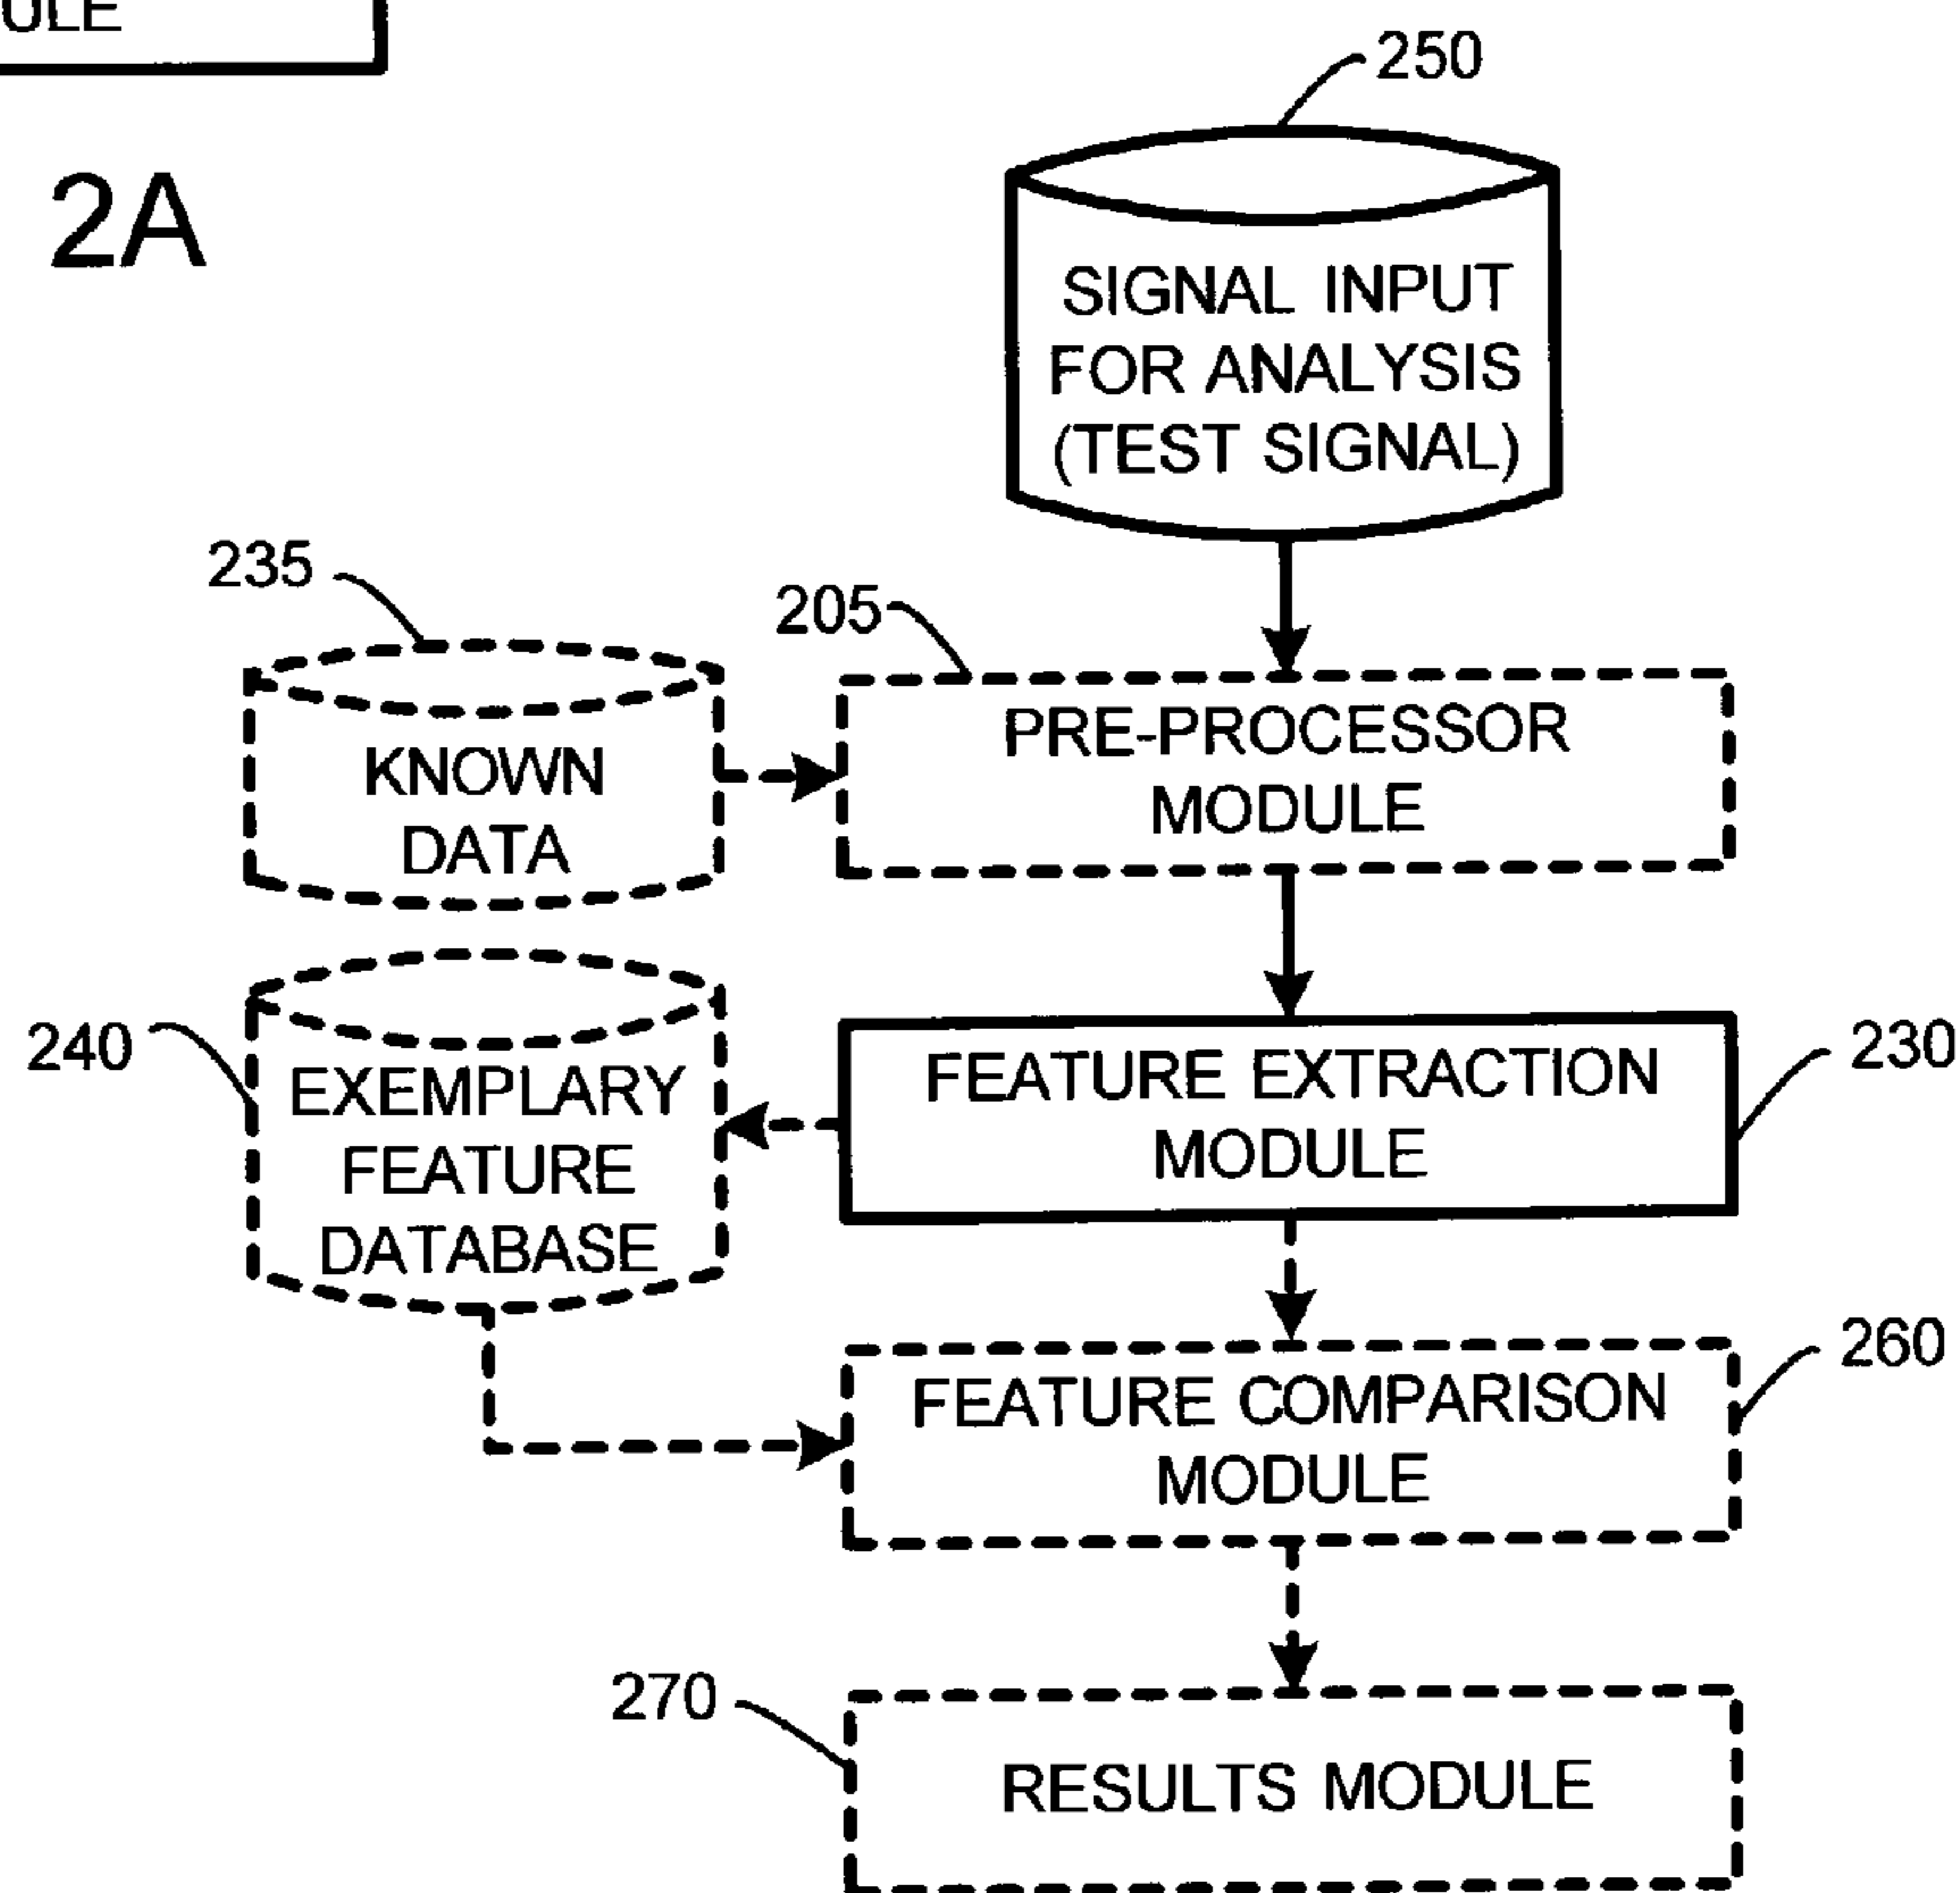 ULE
250
2A
SIGNAL INPUT
FOR ANALYSIS
(TEST SIGNAL)
235
205
KNOWN
DATA
PRE-PROCESSOR
MODULE
240
EXEMPLARY
FEATURE
DATABASE
FEATURE EXTRACTION
MODULE
230
FEATURE COMPARISON
MODULE
260
270
RESULTS MODULE